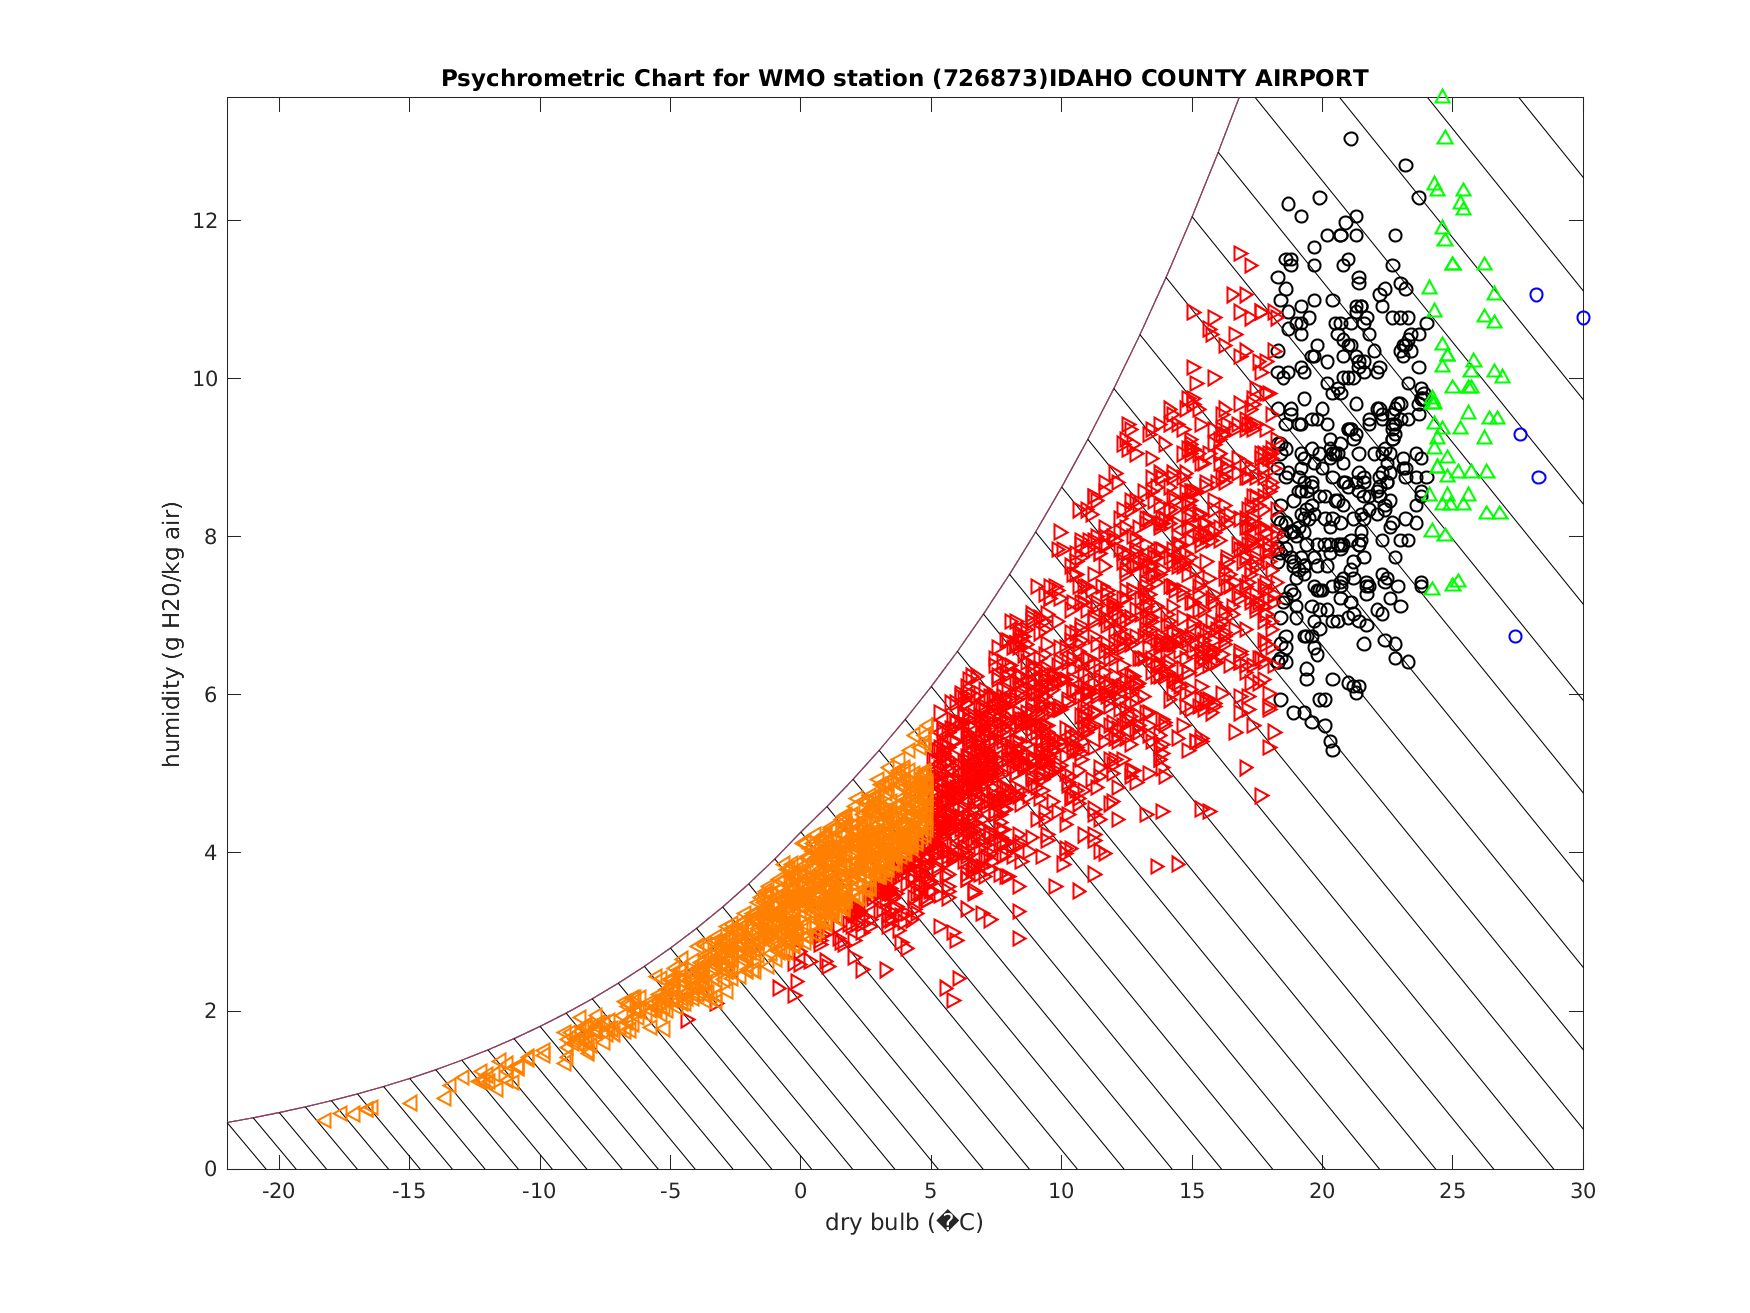 Psychrometric Chart for WMO station (726873)IDAHO COUNTY AIRPORT
humidity (g H20/kg air)
12
10
8
6
4
2
0
-20 -15 -10 -5 0 5 10 15 20 25 30
dry bulb (�C)